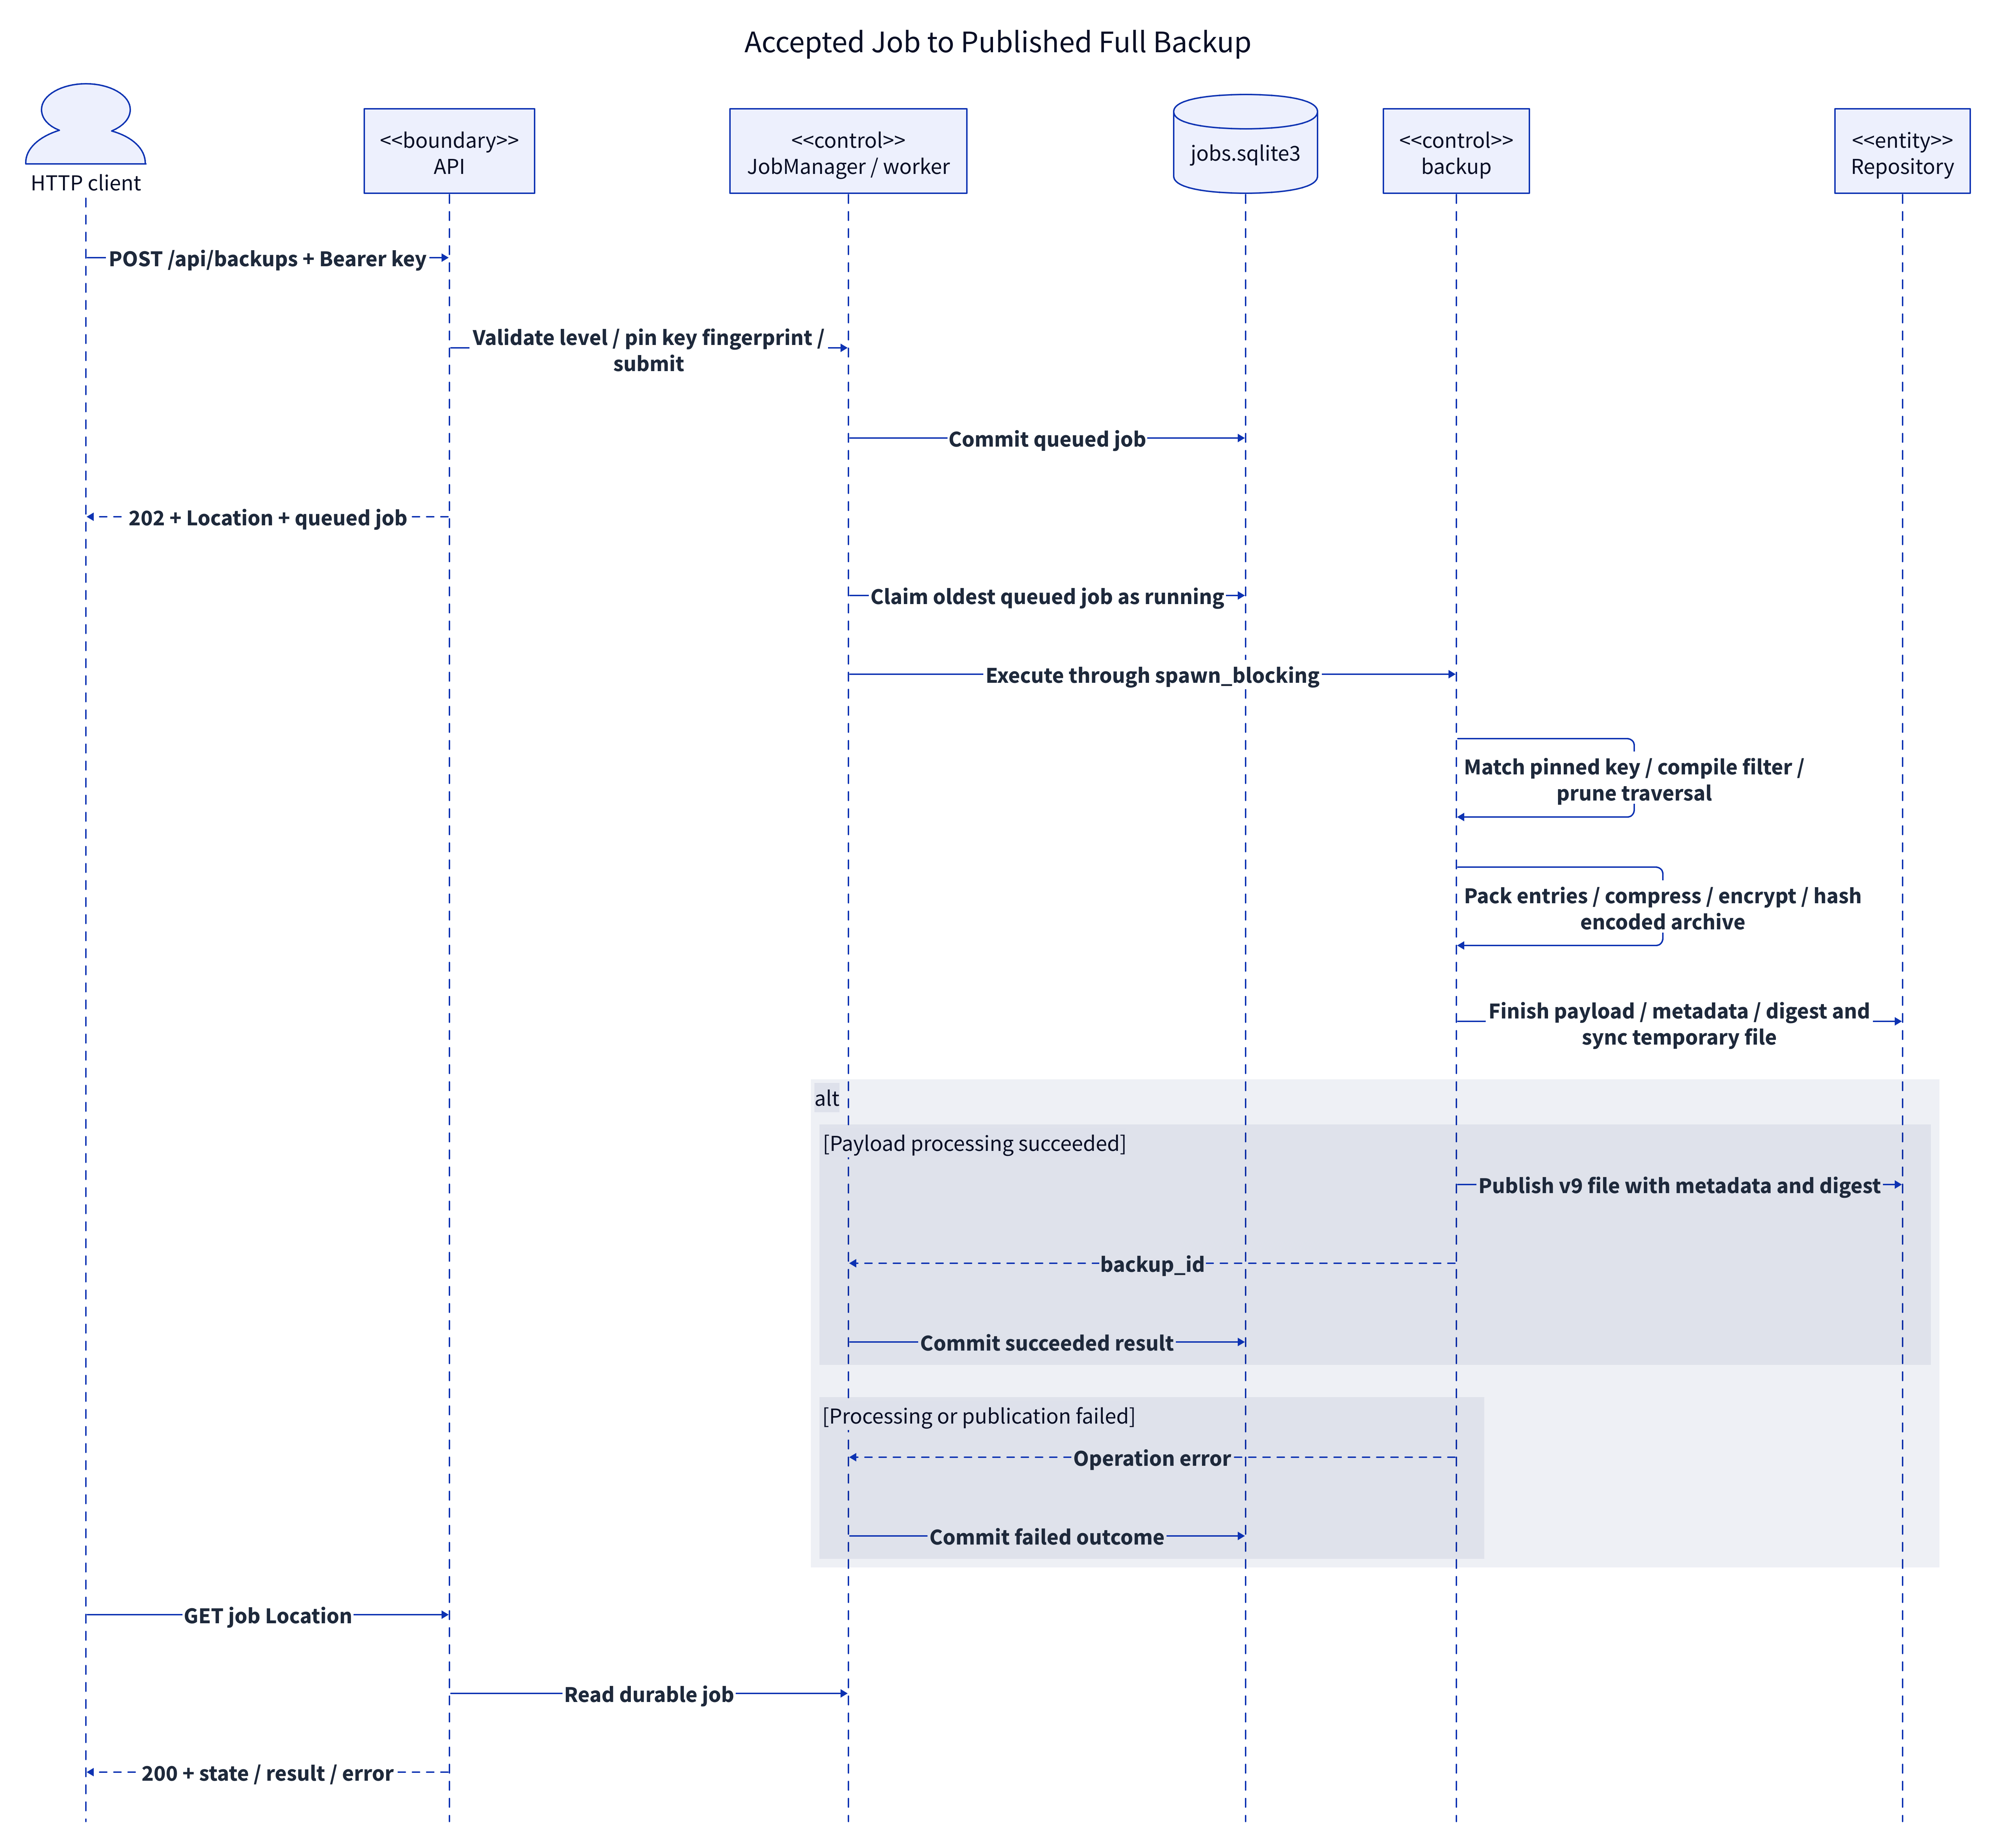 Accepted Job to Published Full Backup
HTTP client
<<boundary>>
API
<<control>>
JobManager / worker
jobs.sqlite3
<<control>>
backup
<<entity>>
Repository
POST /api/backups + Bearer key
Validate level / pin key fingerprint /
submit
Commit queued job
202 + Location + queued job
Claim oldest queued job as running
Execute through spawn_blocking
Match pinned key / compile filter /
prune traversal
Pack entries / compress / encrypt / hash
encoded archive
Finish payload / metadata / digest and
sync temporary file
alt
[Payload processing succeeded]
Publish v9 file with metadata and digest
backup_id
Commit succeeded result
[Processing or publication failed]
Operation error
Commit failed outcome
GET job Location
Read durable job
200 + state / result / error